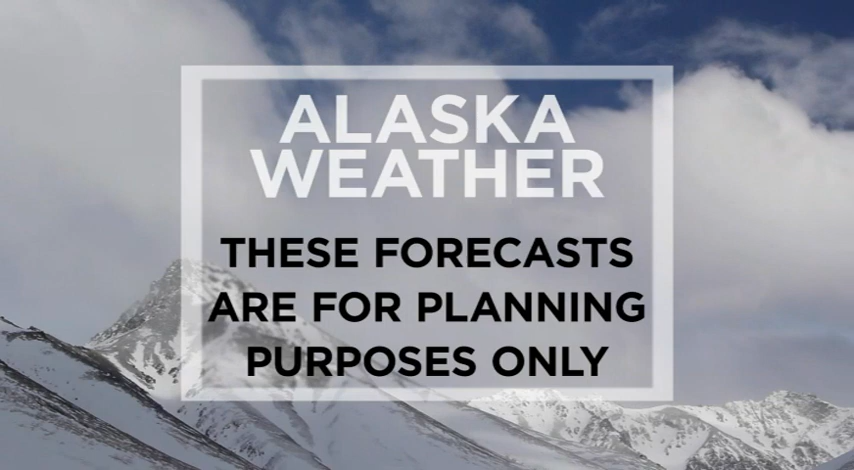 ALASKA
WEATHER
THESE FORECASTS
ARE FOR PLANNING
PURPOSES ONLY